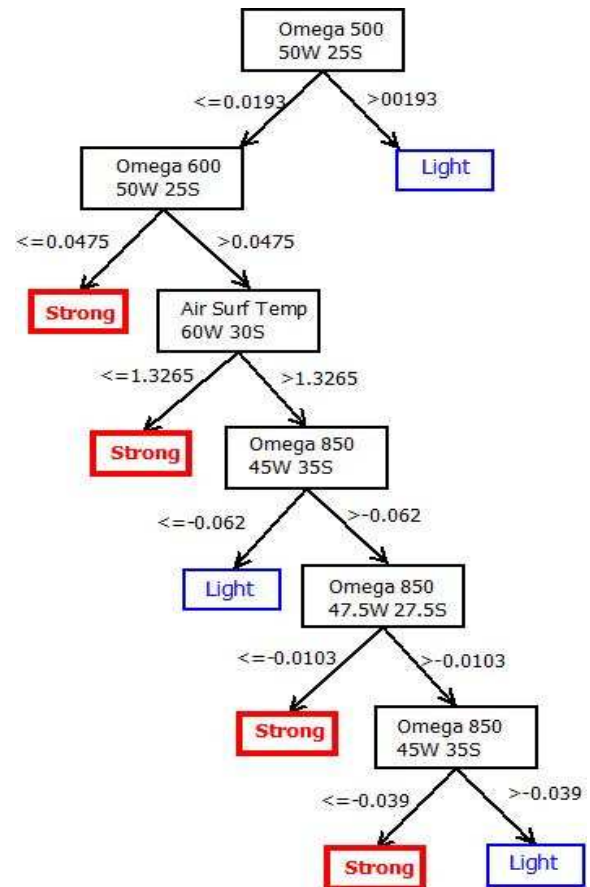 Omega 500
50W 25S
<=0.0193
>00193
Omega 600
50W 25S
Light
<=0.0475
>0.0475
Strong
Air Surf Temp
60W 30S
<=1.3265
>1.3265
Strong
Omega 850
45W 35S
<=-0.062
>-0.062
Light
Omega 850
47.5W 27.5S
<=-0.0103
>-0.0103
Strong
Omega 850
45W 35S
<=-0.039
>-0.039
Strong
Light